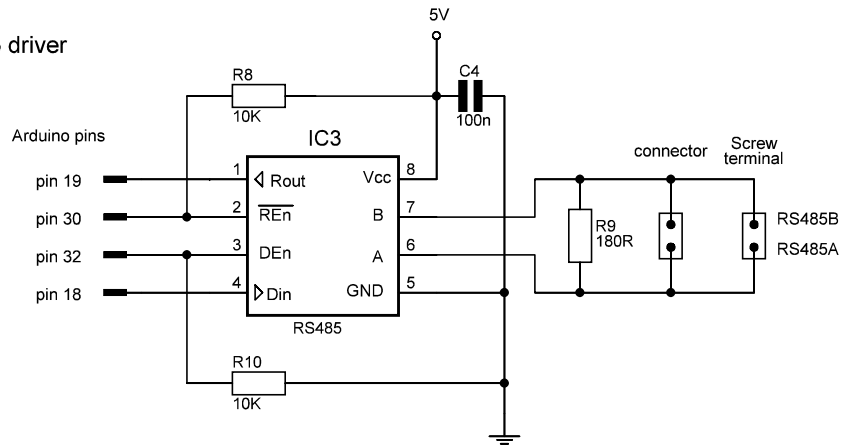 5V
driver
R8
C4
10K
100n
Arduino pins
IC3
connector
Screw
terminal
pin 19
1
Rout
Vcc
8
pin 30
2
REn
B
7
R9
180R
RS485B
pin 32
3
DEn
A
6
RS485A
pin 18
4
Din
GND
5
RS485
R10
10K